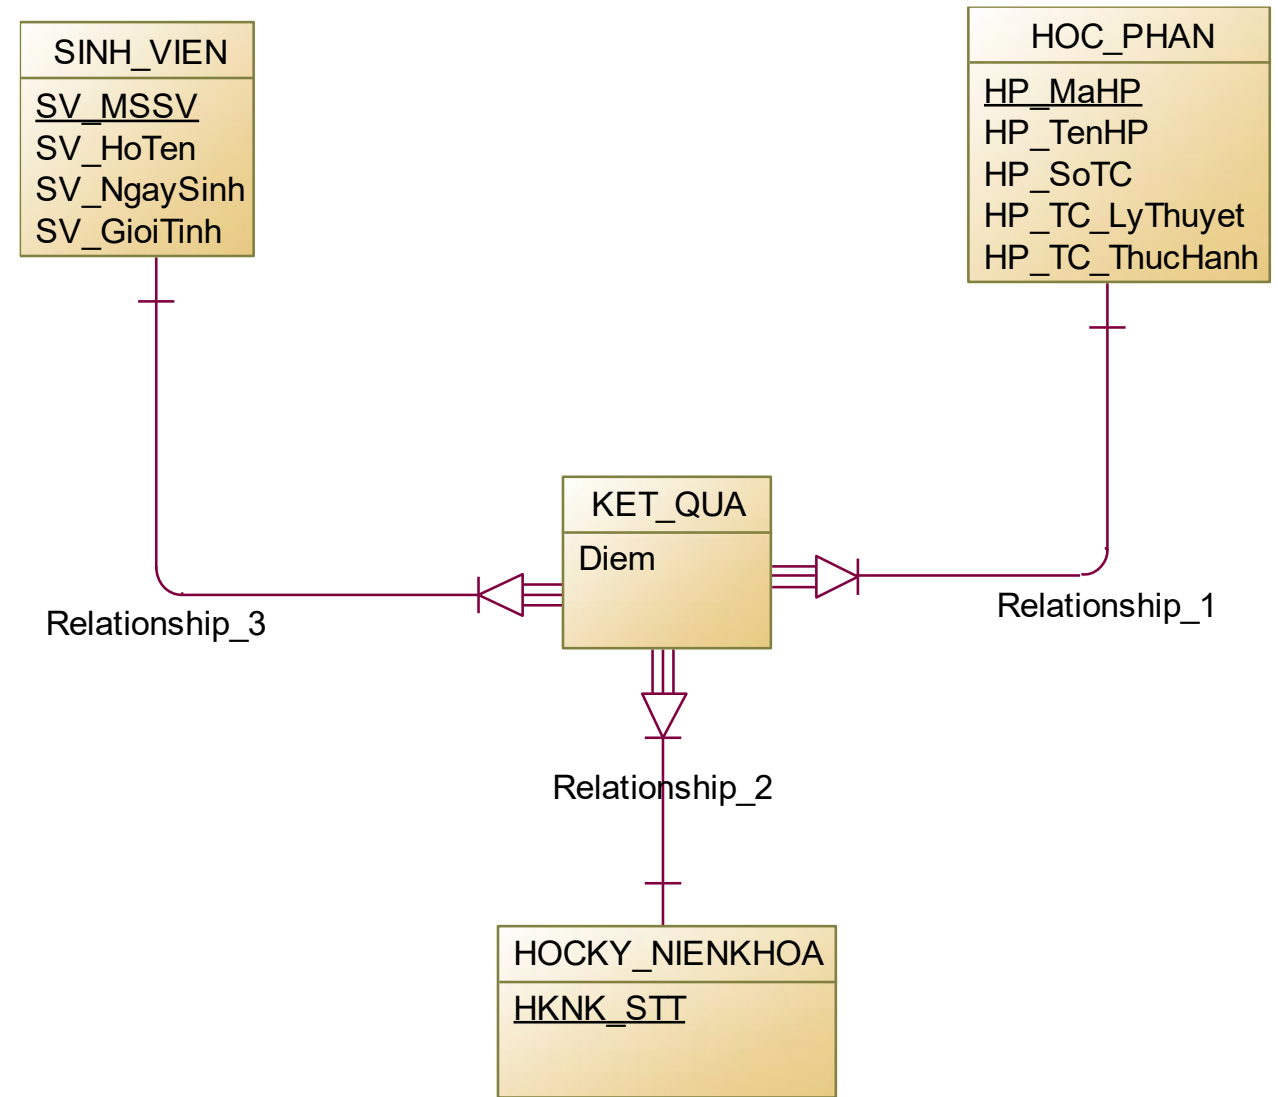 SINH_VIEN
SV_MSSV
SV_HoTen
SV_NgaySinh
SV_GioiTinh
HOC_PHAN
HP_MaHP
HP_TenHP
HP_SoTC
HP_TC_LyThuyet
HP_TC_ThucHanh
KET_QUA
Diem
Relationship_3
Relationship_1
Relationship_2
HOCKY_NIENKHOA
HKNK_STT